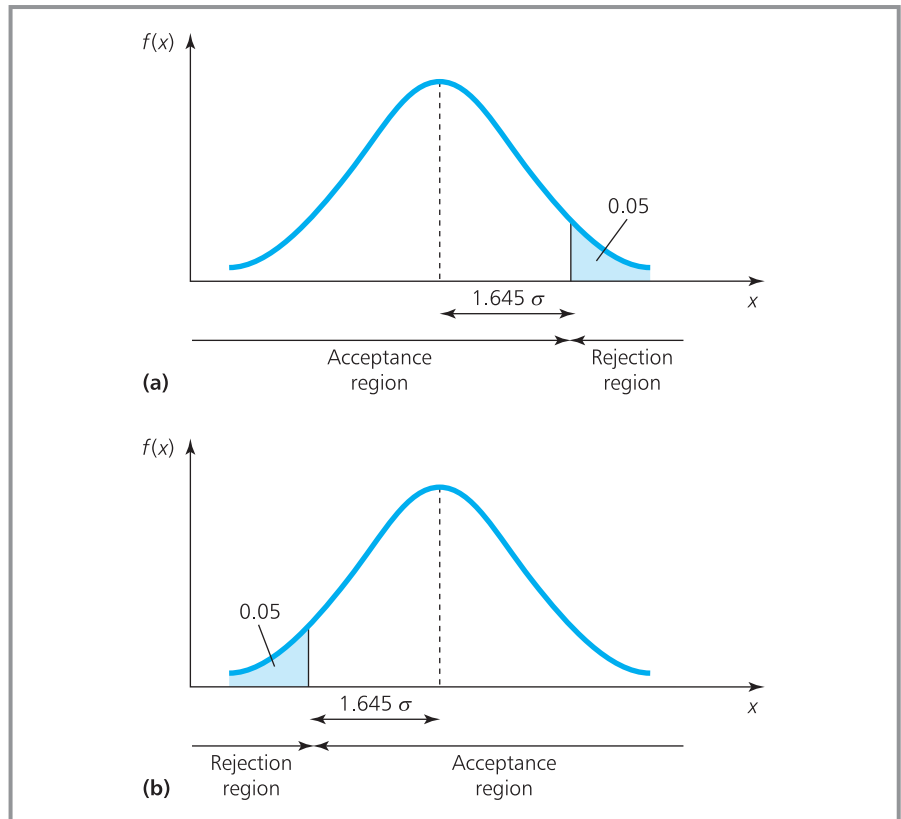 f(x)
0.05
1.645 σ
x
Acceptance
region
Rejection
region
(a)
f(x)
0.05
1.645 σ
x
Rejection
region
Acceptance
region
(b)